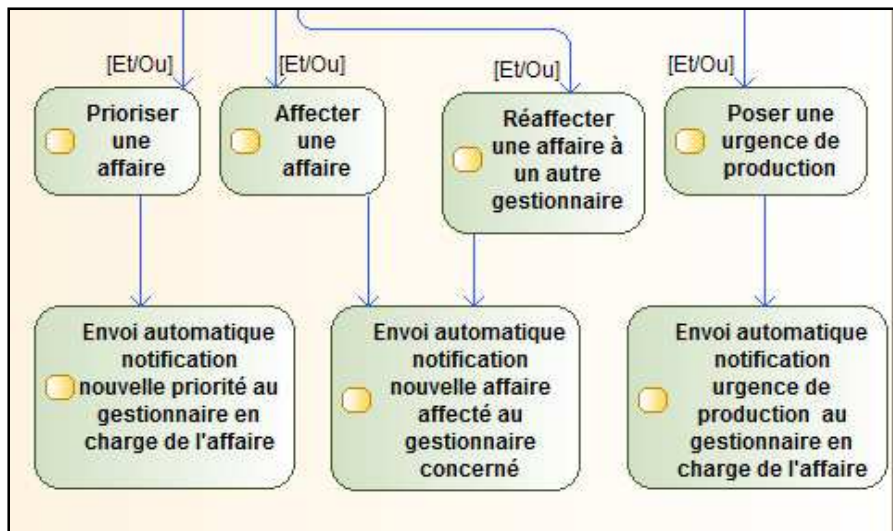 [Et/Ou]
[Et/Ou]
[Et/Ou]
[Et/Ou]
Prioriser
une
affaire
Affecter
une
affaire
Réaffecter
une affaire à
un autre
gestionnaire
Poser une
urgence de
production
Envoi automatique
notification
nouvelle priorité au
gestionnaire en
charge de l'affaire
Envoi automatique
notification
nouvelle affaire
affecté au
gestionnaire
concerné
Envoi automatique
notification
urgence de
production au
gestionnaire en
charge de l'affaire